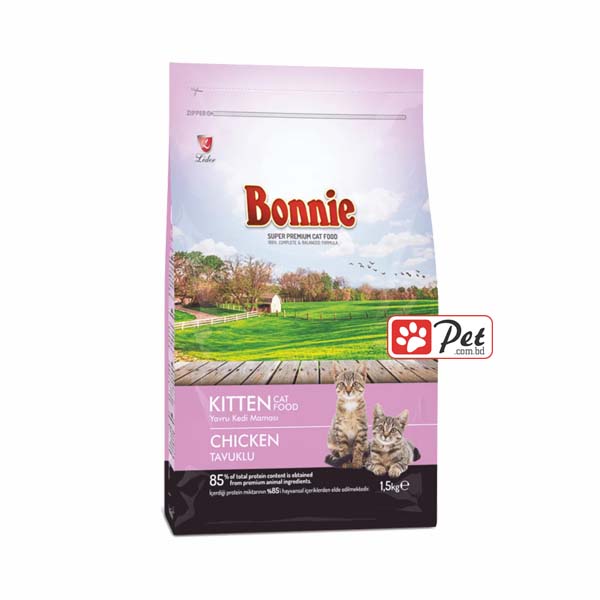 ZIPPER
Lider
Bonnie
SUPER PREMIUM CAT FOOD
100% COMPLETE & BALANCED FORMULA
Pet
.com.bd
KITTEN CAT FOOD
Yavru Kedi Maması
CHICKEN
TAVUKLU
85% of total protein content is obtained
from premium animal ingredients.
İçerdiği protein miktarının %85'i hayvansal içeriklerden elde edilmektedir.
1,5kg℮